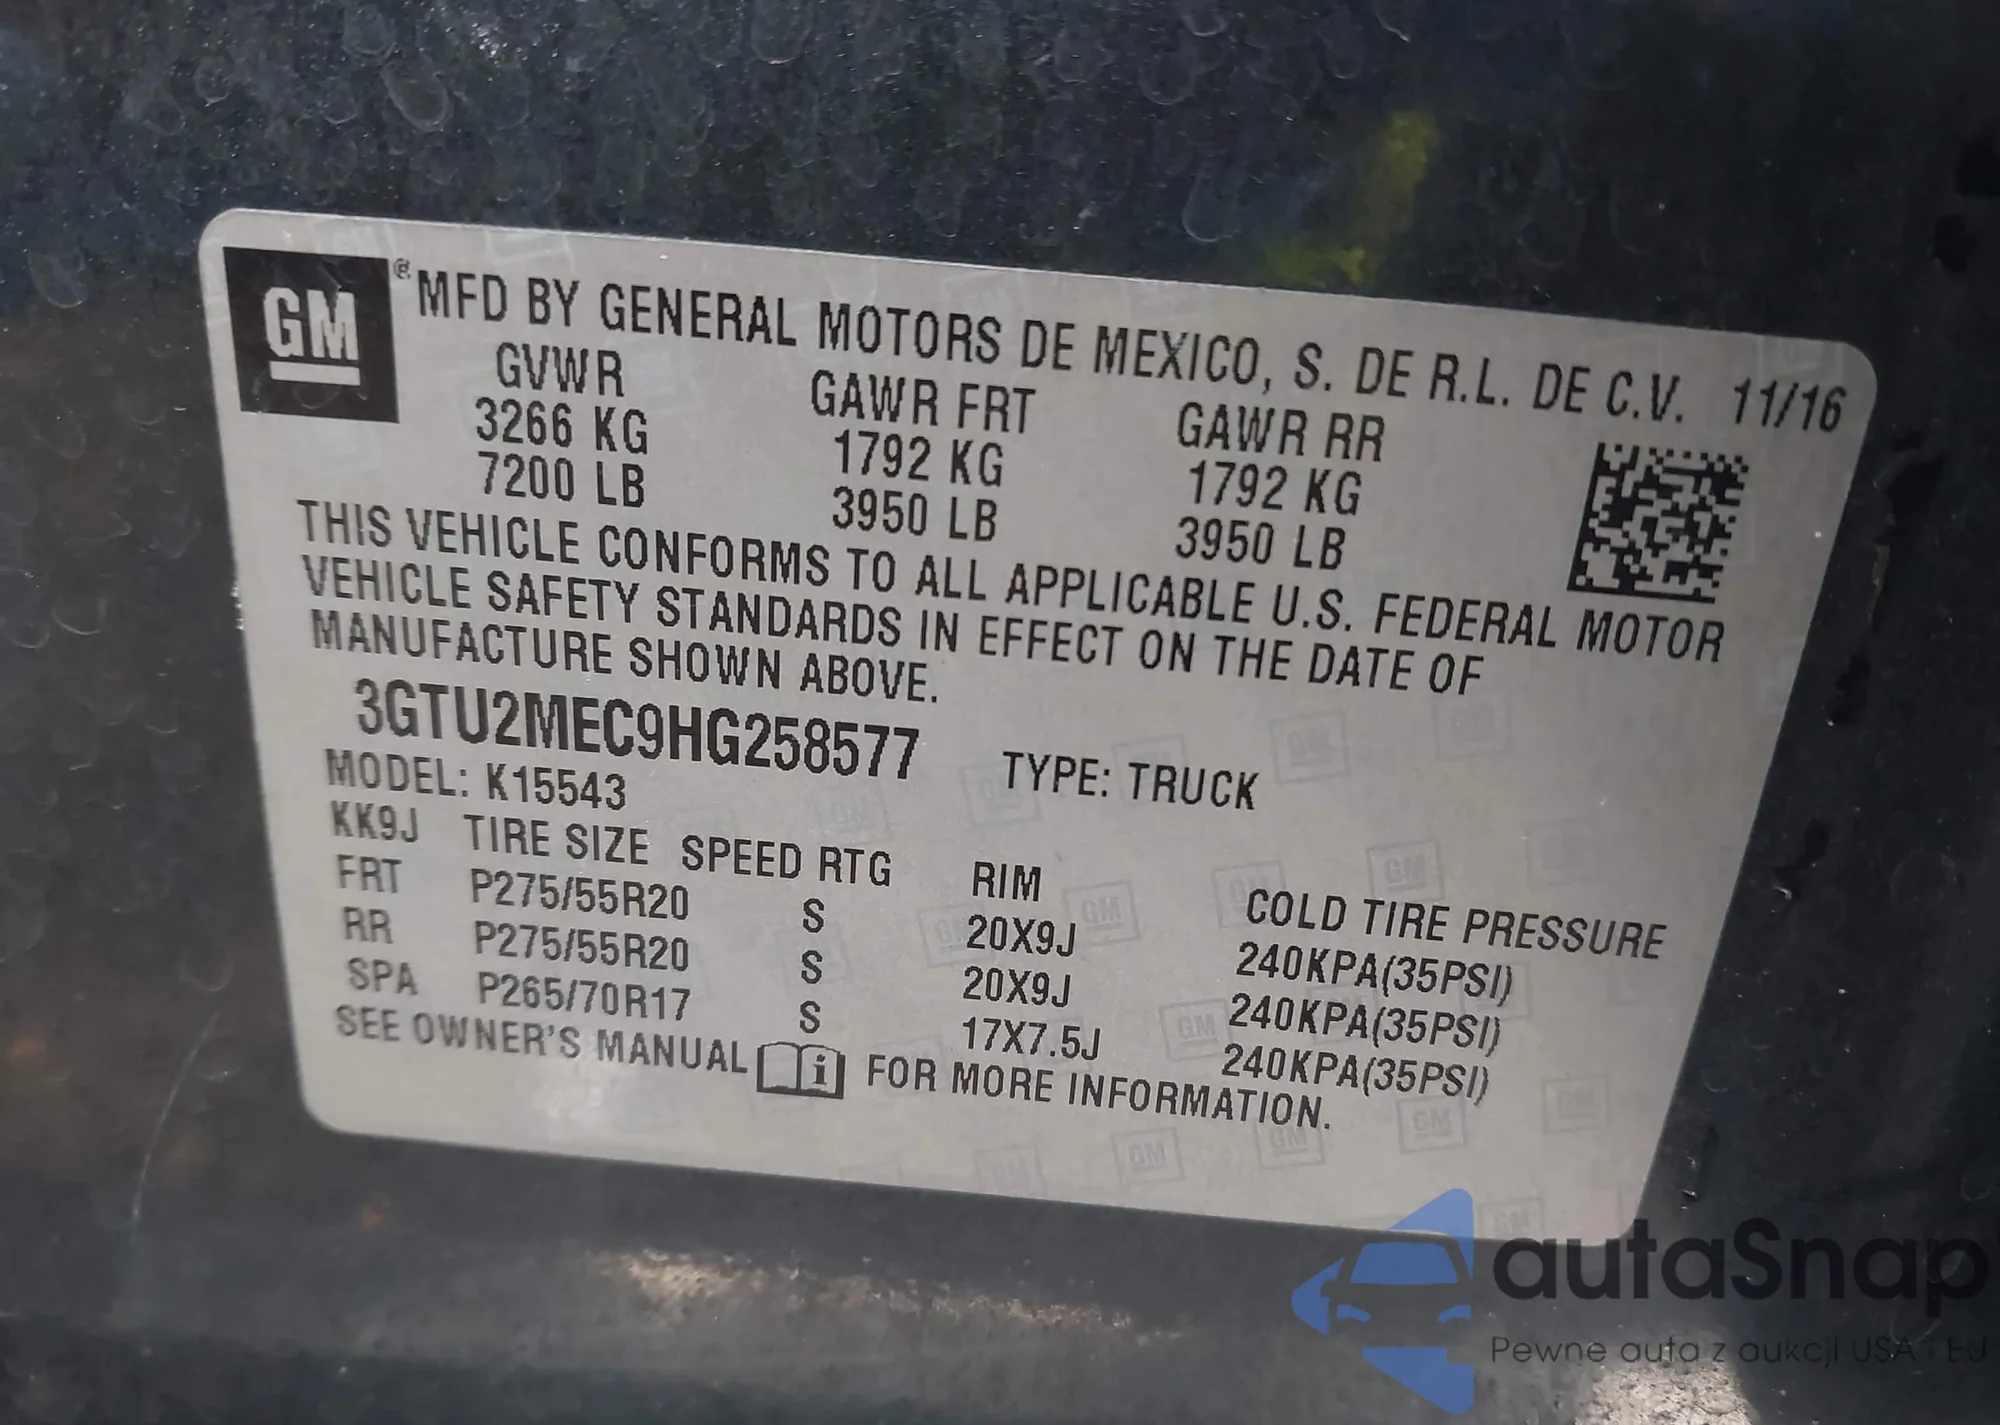 GM ® MFD BY GENERAL MOTORS DE MEXICO, S. DE R.L. DE C.V. 11/16
GVWR GAWR FRT GAWR RR
3266 KG 1792 KG 1792 KG
7200 LB 3950 LB 3950 LB
THIS VEHICLE CONFORMS TO ALL APPLICABLE U.S. FEDERAL MOTOR
VEHICLE SAFETY STANDARDS IN EFFECT ON THE DATE OF
MANUFACTURE SHOWN ABOVE.
3GTU2MEC9HG258577 TYPE: TRUCK
MODEL: K15543
KK9J TIRE SIZE SPEED RTG RIM COLD TIRE PRESSURE
FRT P275/55R20 S 20X9J 240KPA(35PSI)
RR P275/55R20 S 20X9J 240KPA(35PSI)
SPA P265/70R17 S 17X7.5J 240KPA(35PSI)
SEE OWNER'S MANUAL i FOR MORE INFORMATION.
autaSnap
Pewne auta z aukcji USA i EU